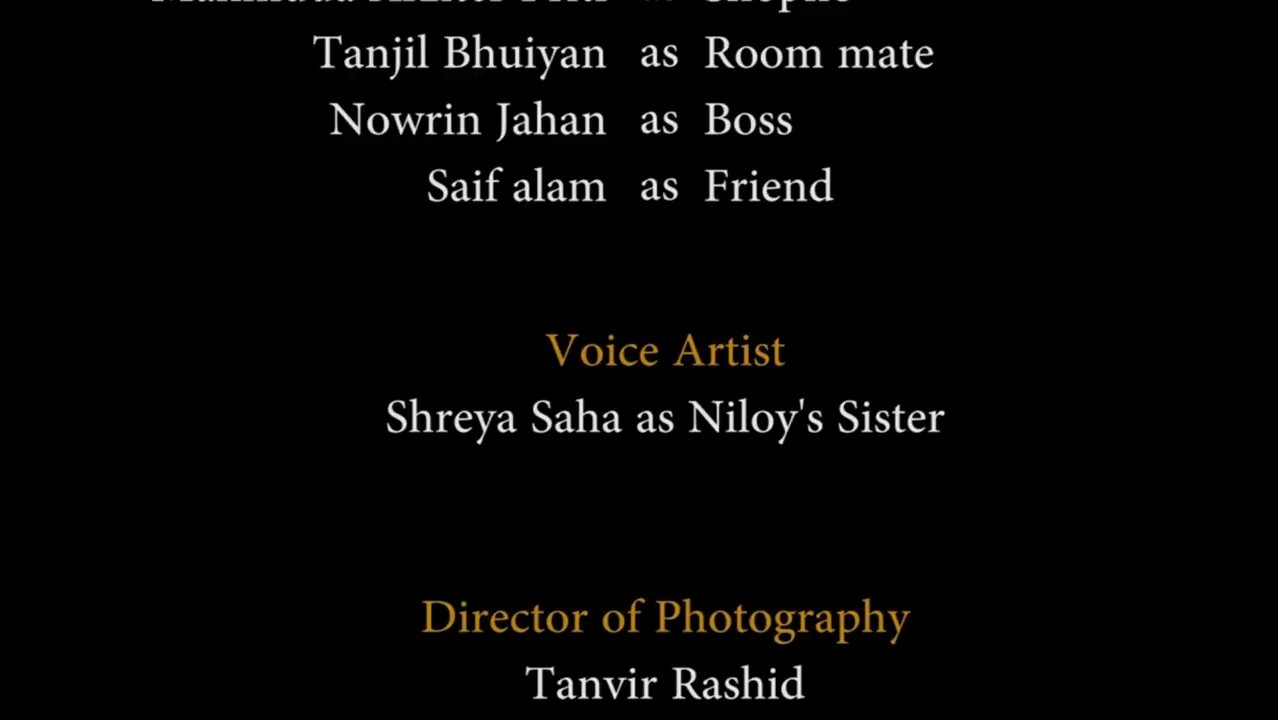 as
Tanjil Bhuiyan as Room mate
Nowrin Jahan as Boss
Saif alam as Friend
Voice Artist
Shreya Saha as Niloy's Sister
Director of Photography
Tanvir Rashid